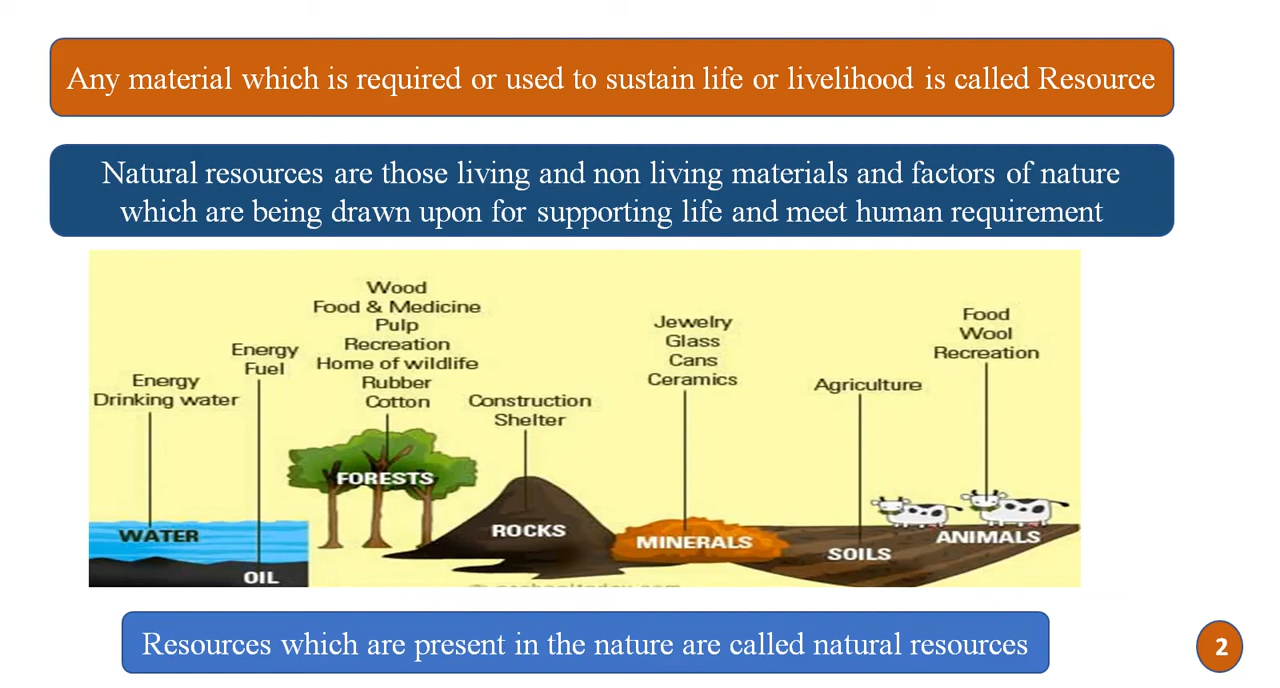 Any material which is required or used to sustain life or livelihood is called Resource
Natural resources are those living and non living materials and factors of nature
which are being drawn upon for supporting life and meet human requirement
Energy
Drinking water
WATER
Energy
Fuel
OIL
Wood
Food & Medicine
Pulp
Recreation
Home of wildlife
Rubber
Cotton
FORESTS
Construction
Shelter
ROCKS
Jewelry
Glass
Cans
Ceramics
MINERALS
Agriculture
SOILS
Food
Wool
Recreation
ANIMALS
Resources which are present in the nature are called natural resources
2